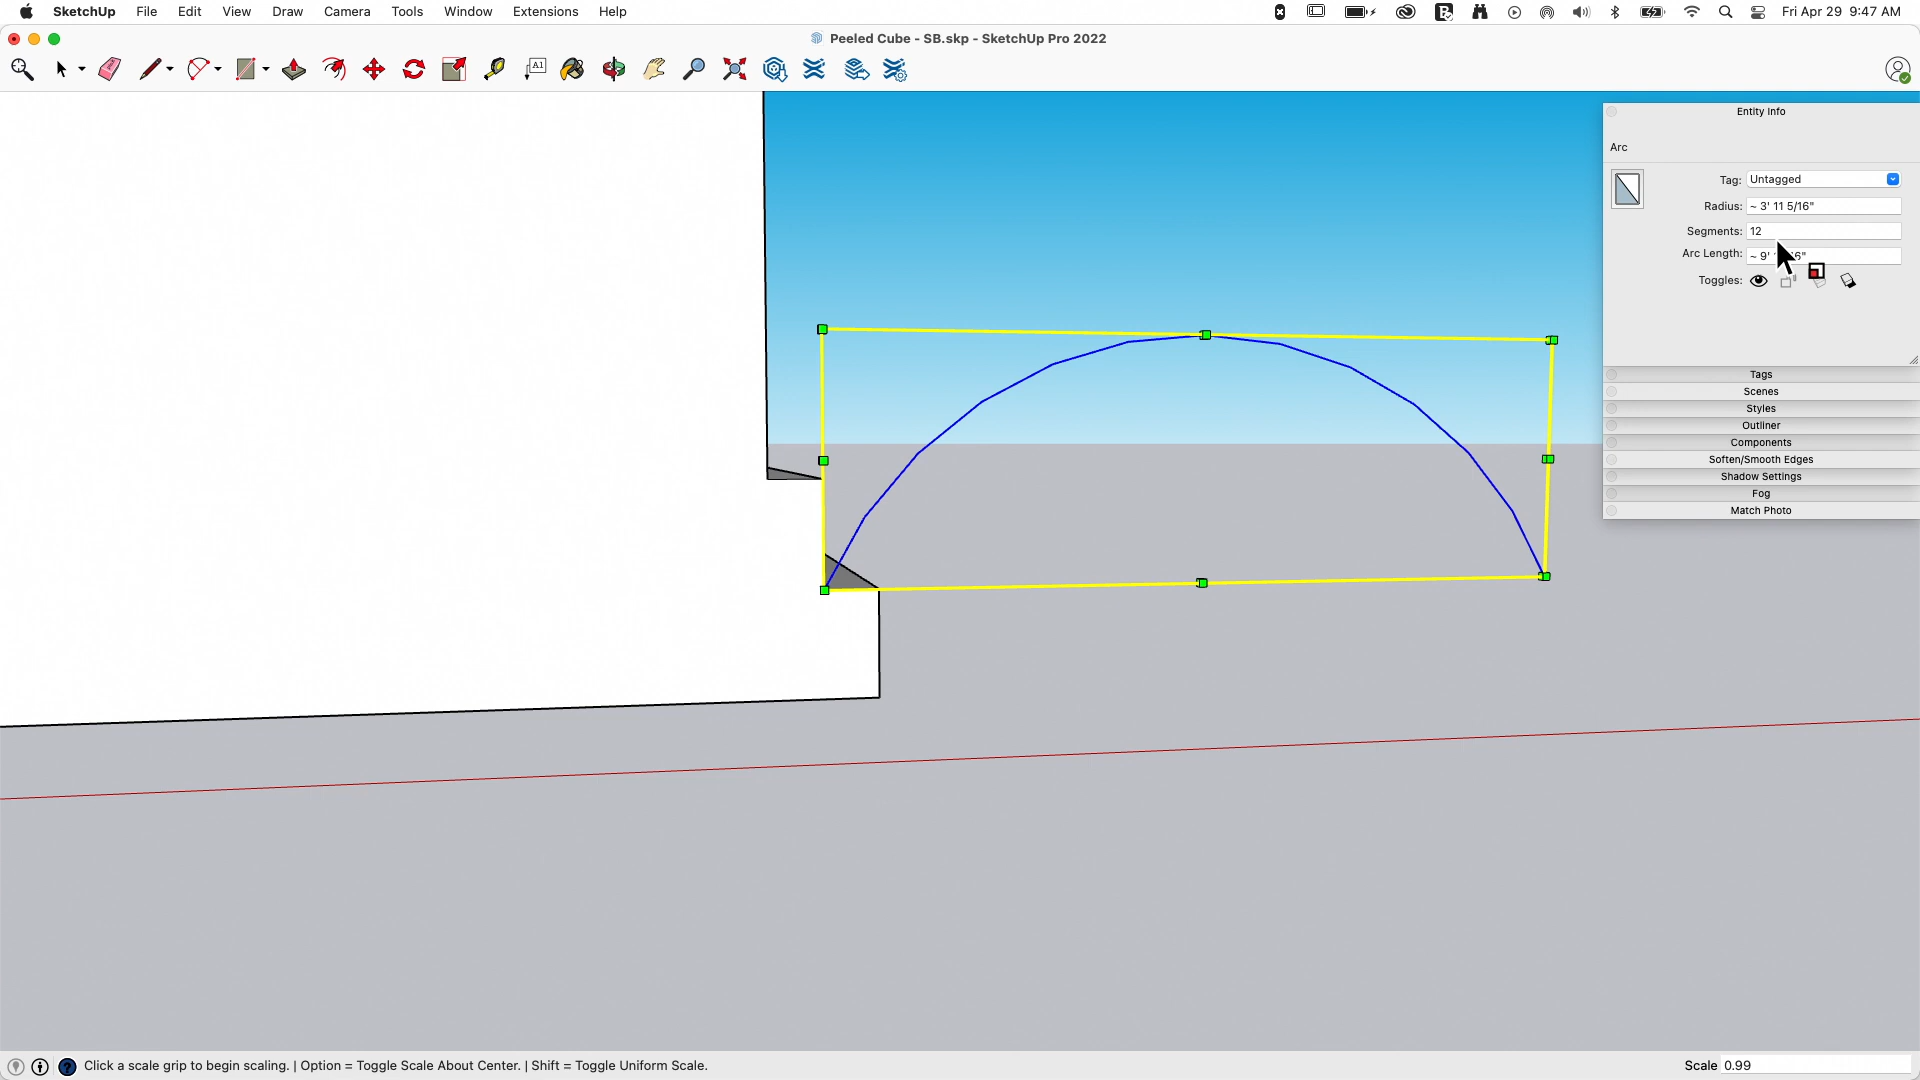 SketchUp File Edit View Draw Camera Tools Window Extensions Help Fri Apr 29 9:47 AM
Peeled Cube - SB.skp - SketchUp Pro 2022
A1
Entity Info
Arc
Tag: Untagged
Radius: ~ 3' 11 5/16"
Segments: 12
Arc Length: ~ 9'
Toggles:
Tags
Scenes
Styles
Outliner
Components
Soften/Smooth Edges
Shadow Settings
Fog
Match Photo
Click a scale grip to begin scaling. | Option = Toggle Scale About Center. | Shift = Toggle Uniform Scale.
Scale 0.99